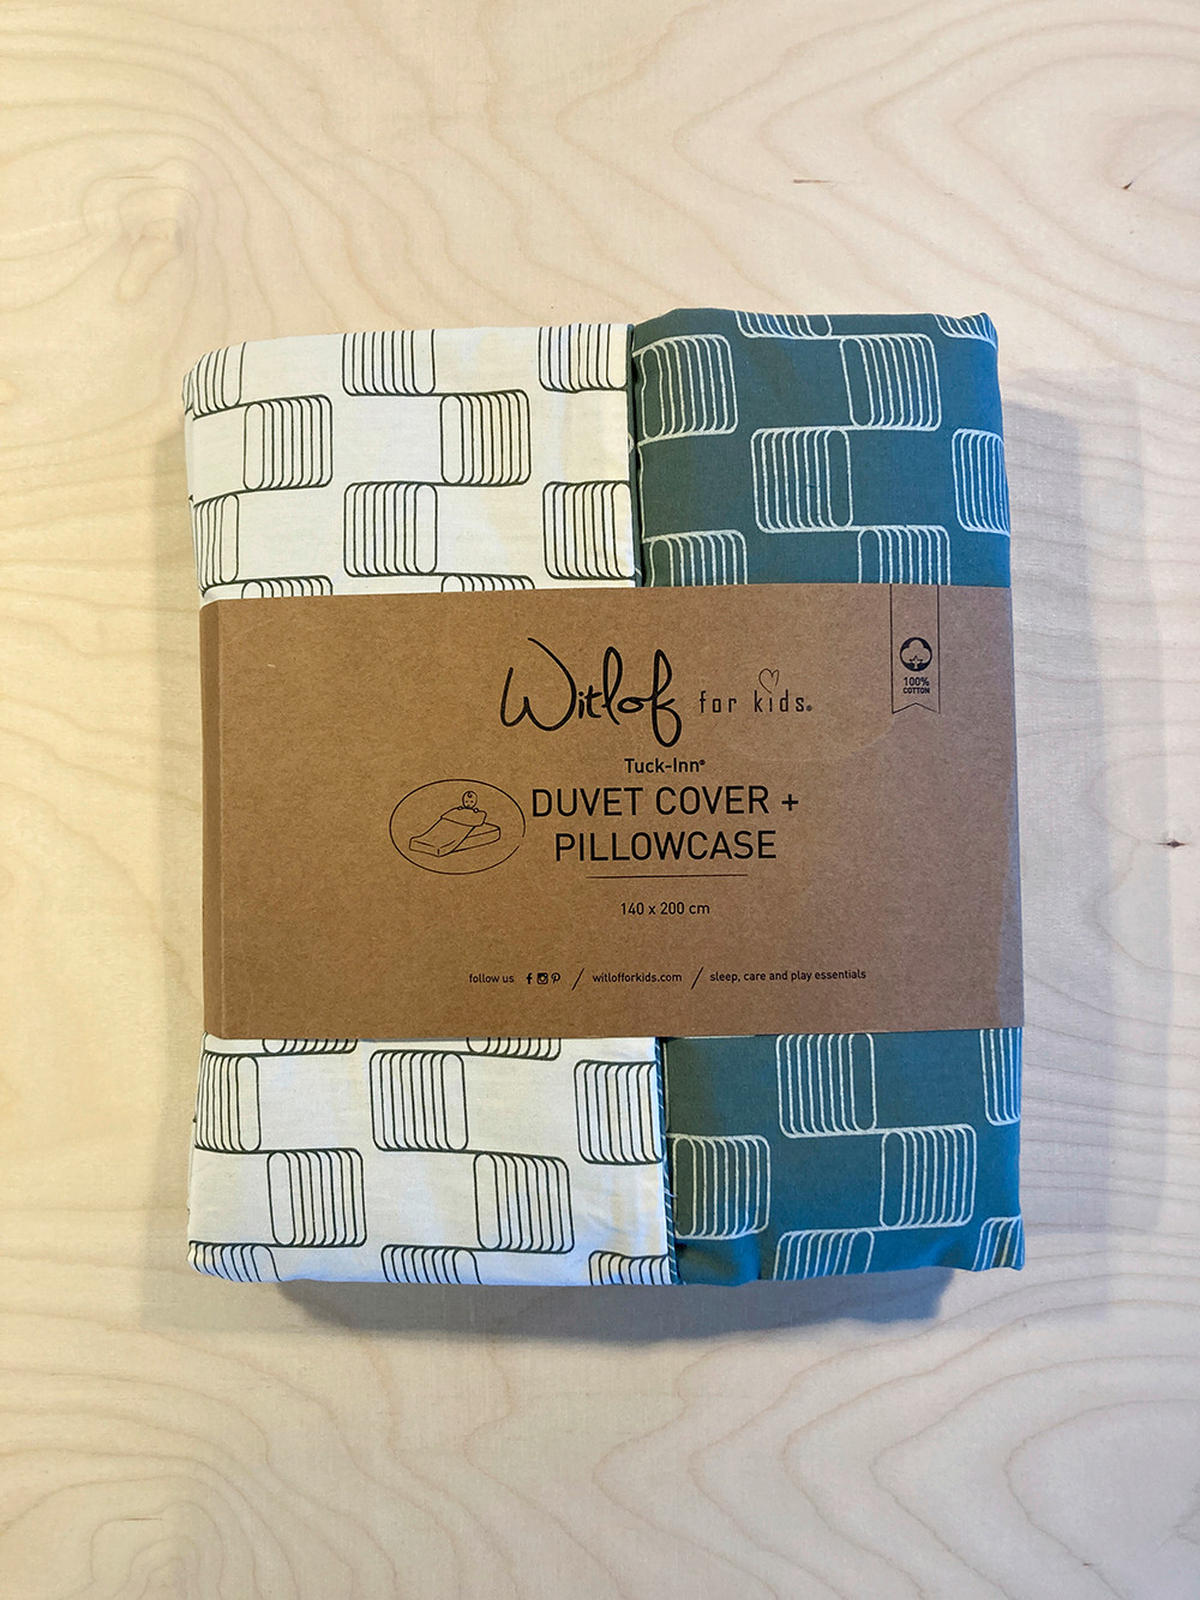 Witlof for kids®
100%
COTTON
Tuck-Inn®
DUVET COVER +
PILLOWCASE
140 x 200 cm
follow us / witlofforkids.com / sleep, care and play essentials